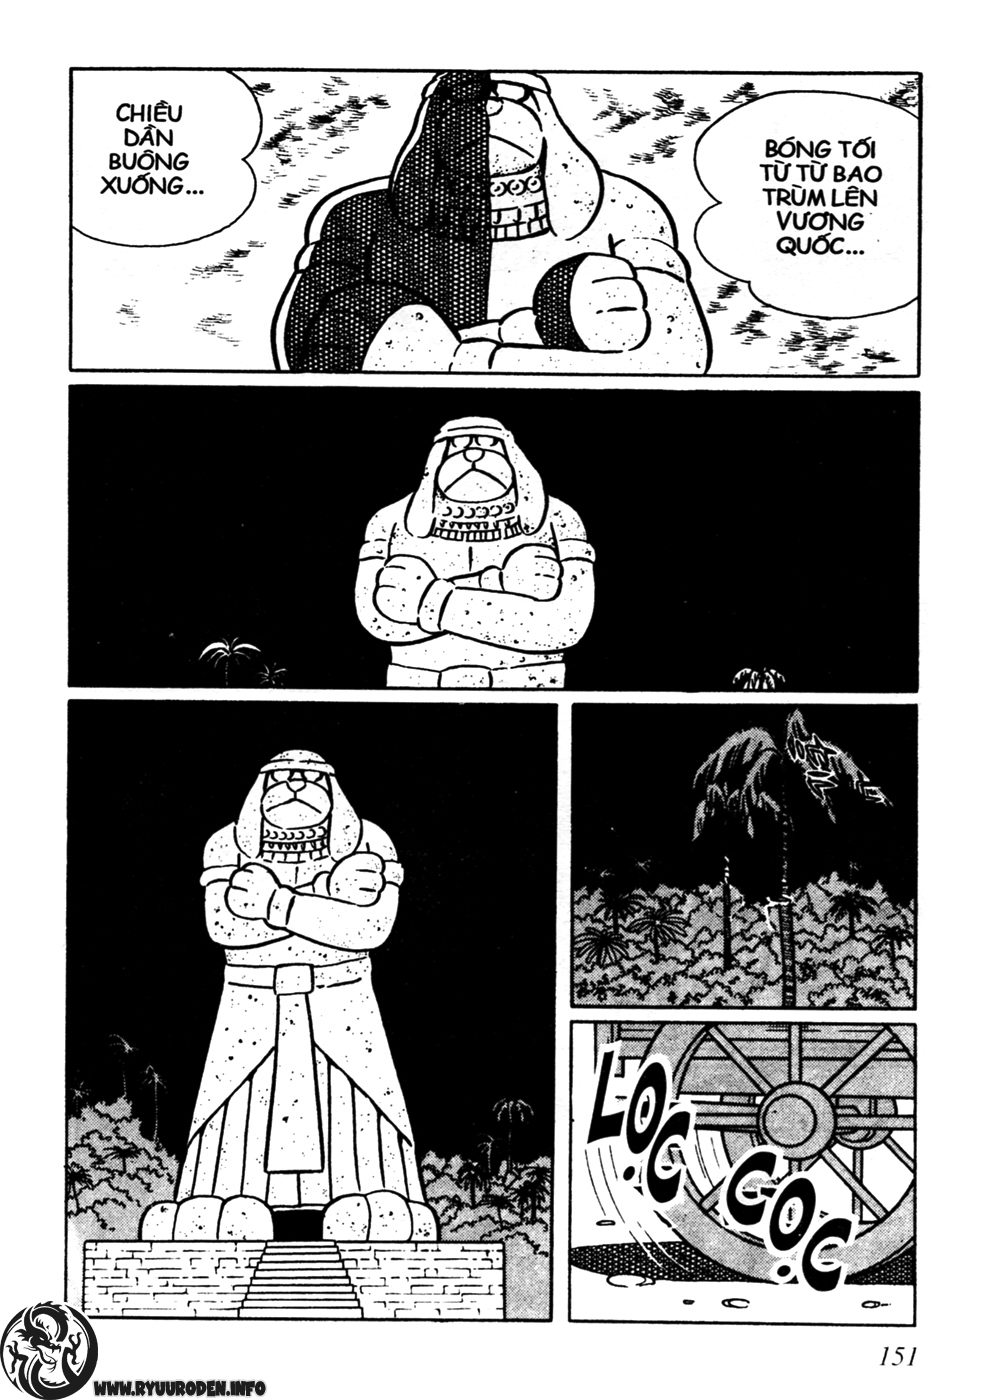 CHIỀU
DẦN
BUÔNG
XUỐNG...
BÓNG TỐI
TỪ TỪ BAO
TRÙM LÊN
VƯƠNG
QUỐC...
LỌC
CỌC
151
WWW.RYUURODEN.INFO